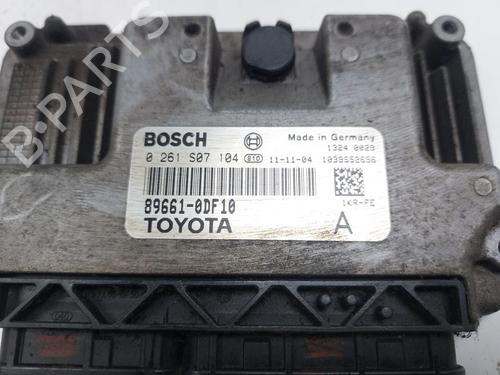 B-PARTS
BOSCH
Made in Germany
1324 0029
0 261 S07 104 11-11-04 1039S52656
1KR-FE
89661-0DF10
TOYOTA A